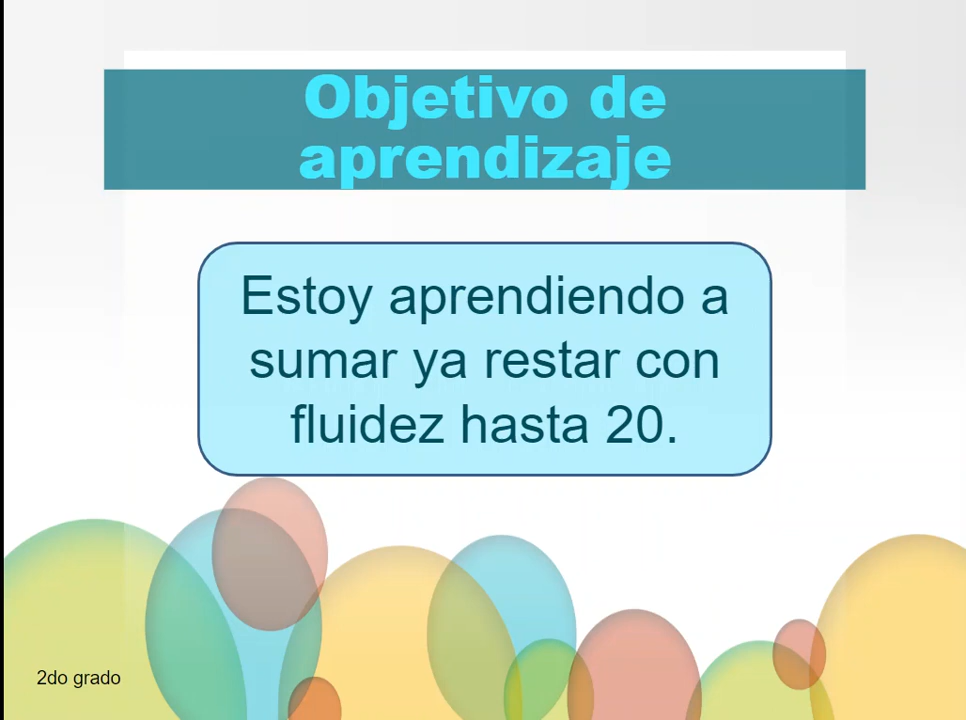 Objetivo de
aprendizaje
Estoy aprendiendo a
sumar ya restar con
fluidez hasta 20.
2do grado